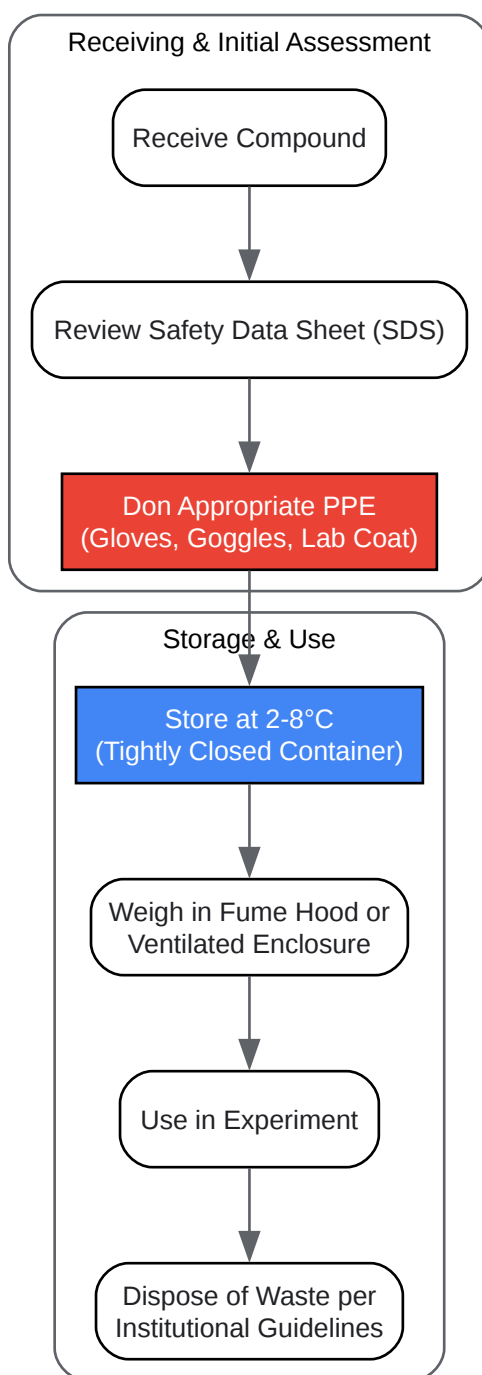 Receiving & Initial Assessment
Receive Compound
Review Safety Data Sheet (SDS)
Don Appropriate PPE
(Gloves, Goggles, Lab Coat)
Storage & Use
Store at 2-8°C
(Tightly Closed Container)
Weigh in Fume Hood or
Ventilated Enclosure
Use in Experiment
Dispose of Waste per
Institutional Guidelines